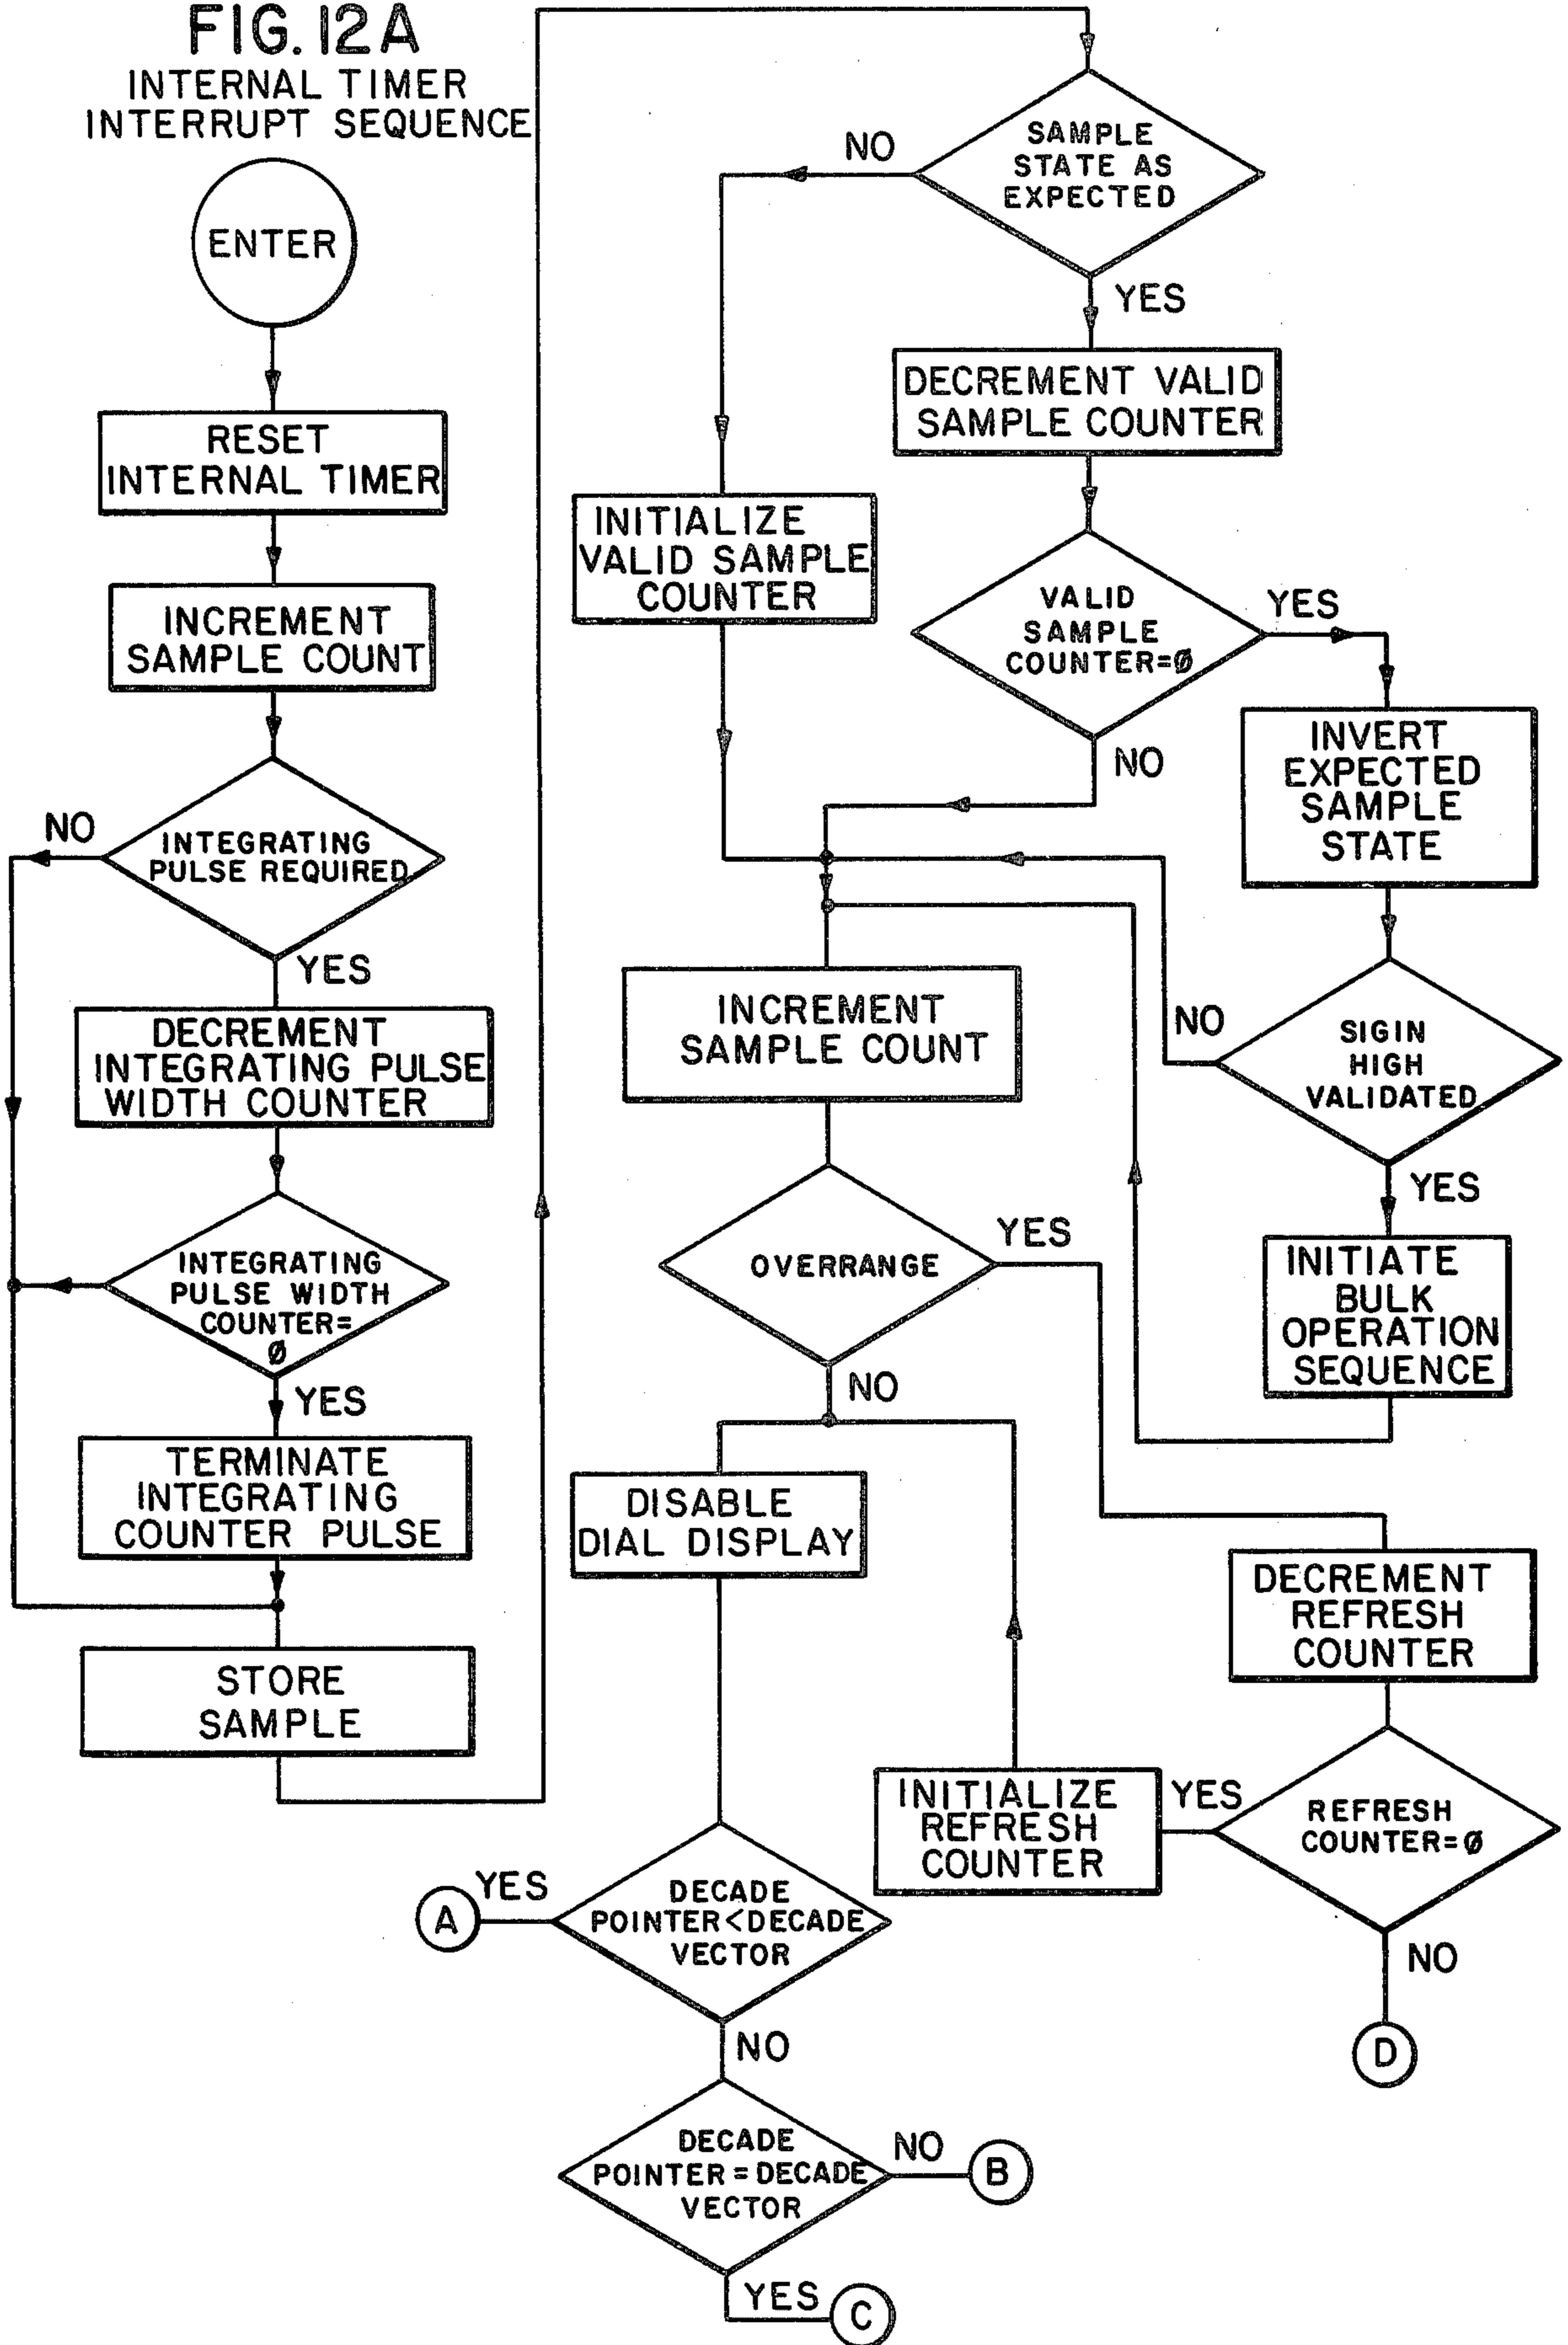 FIG. 12A
INTERNAL TIMER
INTERRUPT SEQUENCE
ENTER
RESET
INTERNAL TIMER
INCREMENT
SAMPLE COUNT
NO
INTEGRATING
PULSE REQUIRED
YES
DECREMENT
INTEGRATING PULSE
WIDTH COUNTER
INTEGRATING
PULSE WIDTH
COUNTER=
Ø
YES
TERMINATE
INTEGRATING
COUNTER PULSE
STORE
SAMPLE
SAMPLE
STATE AS
EXPECTED
NO
YES
DECREMENT VALID
SAMPLE COUNTER
INITIALIZE
VALID SAMPLE
COUNTER
VALID
SAMPLE
COUNTER=Ø
YES
NO
INVERT
EXPECTED
SAMPLE
STATE
SIGIN
HIGH
VALIDATED
NO
YES
INITIATE
BULK
OPERATION
SEQUENCE
INCREMENT
SAMPLE COUNT
OVERRANGE
YES
NO
DISABLE
DIAL DISPLAY
DECREMENT
REFRESH
COUNTER
REFRESH
COUNTER=Ø
YES
INITIALIZE
REFRESH
COUNTER
NO
D
DECADE
POINTER<DECADE
VECTOR
YES
A
NO
DECADE
POINTER=DECADE
VECTOR
NO
B
YES
C